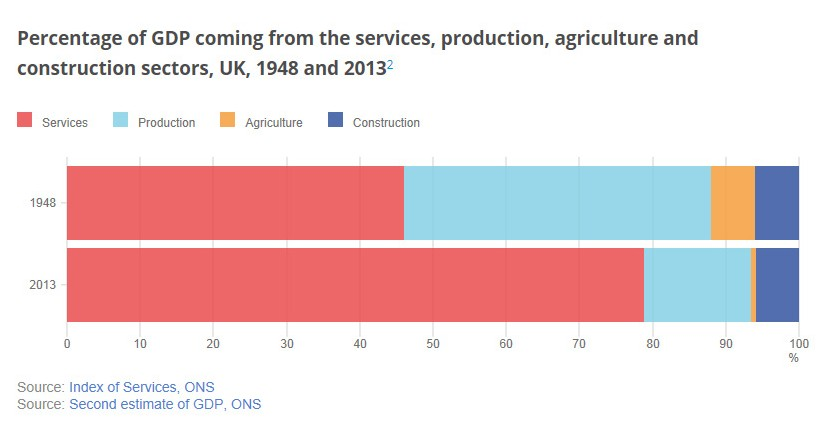 Percentage of GDP coming from the services, production, agriculture and
construction sectors, UK, 1948 and 2013²
Services Production Agriculture Construction
1948
2013
0 10 20 30 40 50 60 70 80 90 100
%
Source: Index of Services, ONS
Source: Second estimate of GDP, ONS